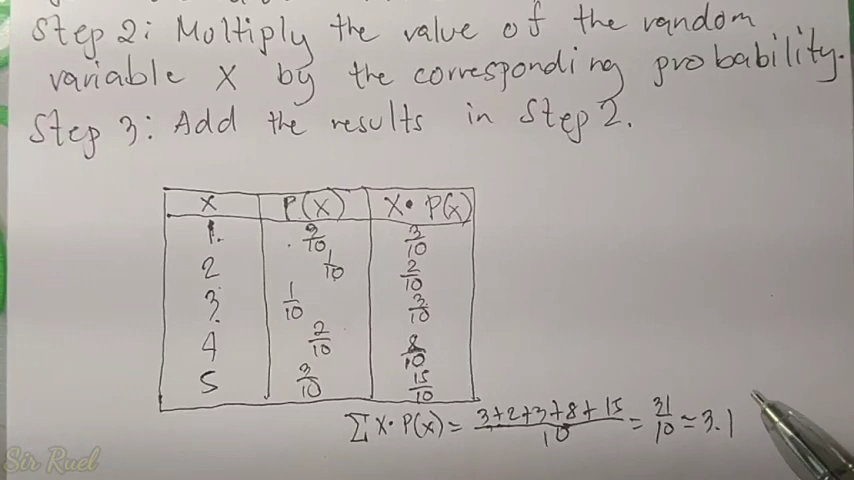 Step 2: Multiply the value of the random
variable X by the corresponding probability.
Step 3: Add the results in Step 2.
X P(X) X • P(X)
1. 3/10
2 1/10 2/10
3 1/10 3/10
4 2/10 8/10
5 3/10 15/10
∑ X • P(X) = 3+2+3+8+15/10 = 31/10 = 3.1
Sir Ruel